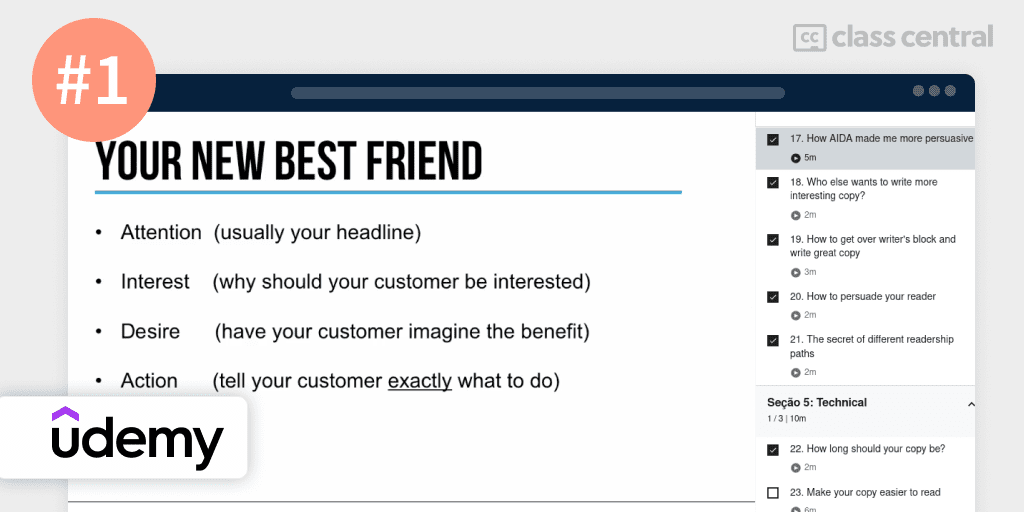 #1
class central
YOUR NEW BEST FRIEND
• Attention (usually your headline)
• Interest (why should your customer be interested)
• Desire (have your customer imagine the benefit)
• Action (tell your customer exactly what to do)
udemy
17. How AIDA made me more persuasive
5m
18. Who else wants to write more
interesting copy?
2m
19. How to get over writer's block and
write great copy
3m
20. How to persuade your reader
2m
21. The secret of different readership
paths
2m
Seção 5: Technical
1 / 3 | 10m
22. How long should your copy be?
2m
23. Make your copy easier to read
6m